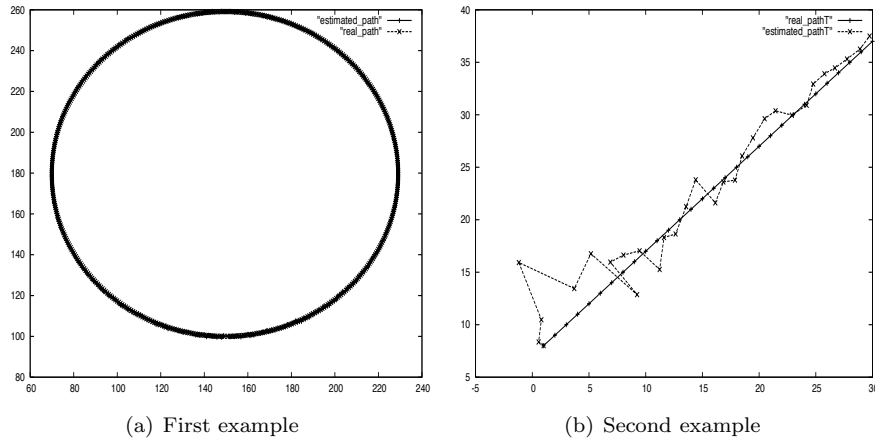 260
240
220
200
180
160
140
120
100
80
60 80 100 120 140 160 180 200 220 240
"estimated_path"
"real_path"
(a) First example
40
35
30
25
20
15
10
5
-5 0 5 10 15 20 25 30
"real_pathT"
"estimated_pathT"
(b) Second example